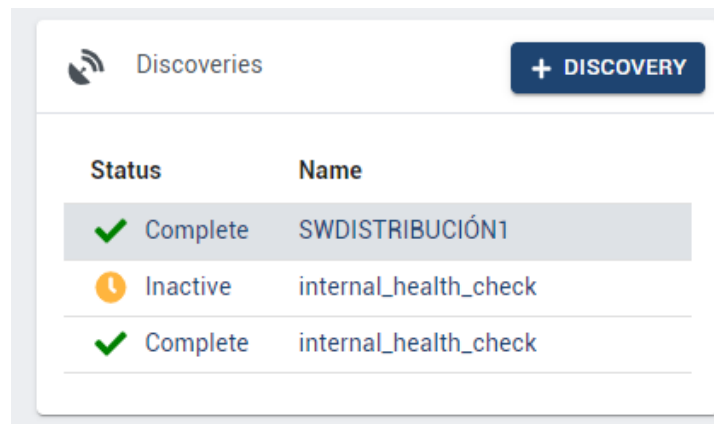 Discoveries + DISCOVERY
Status Name
Complete SWDISTRIBUCIÓN1
Inactive internal_health_check
Complete internal_health_check